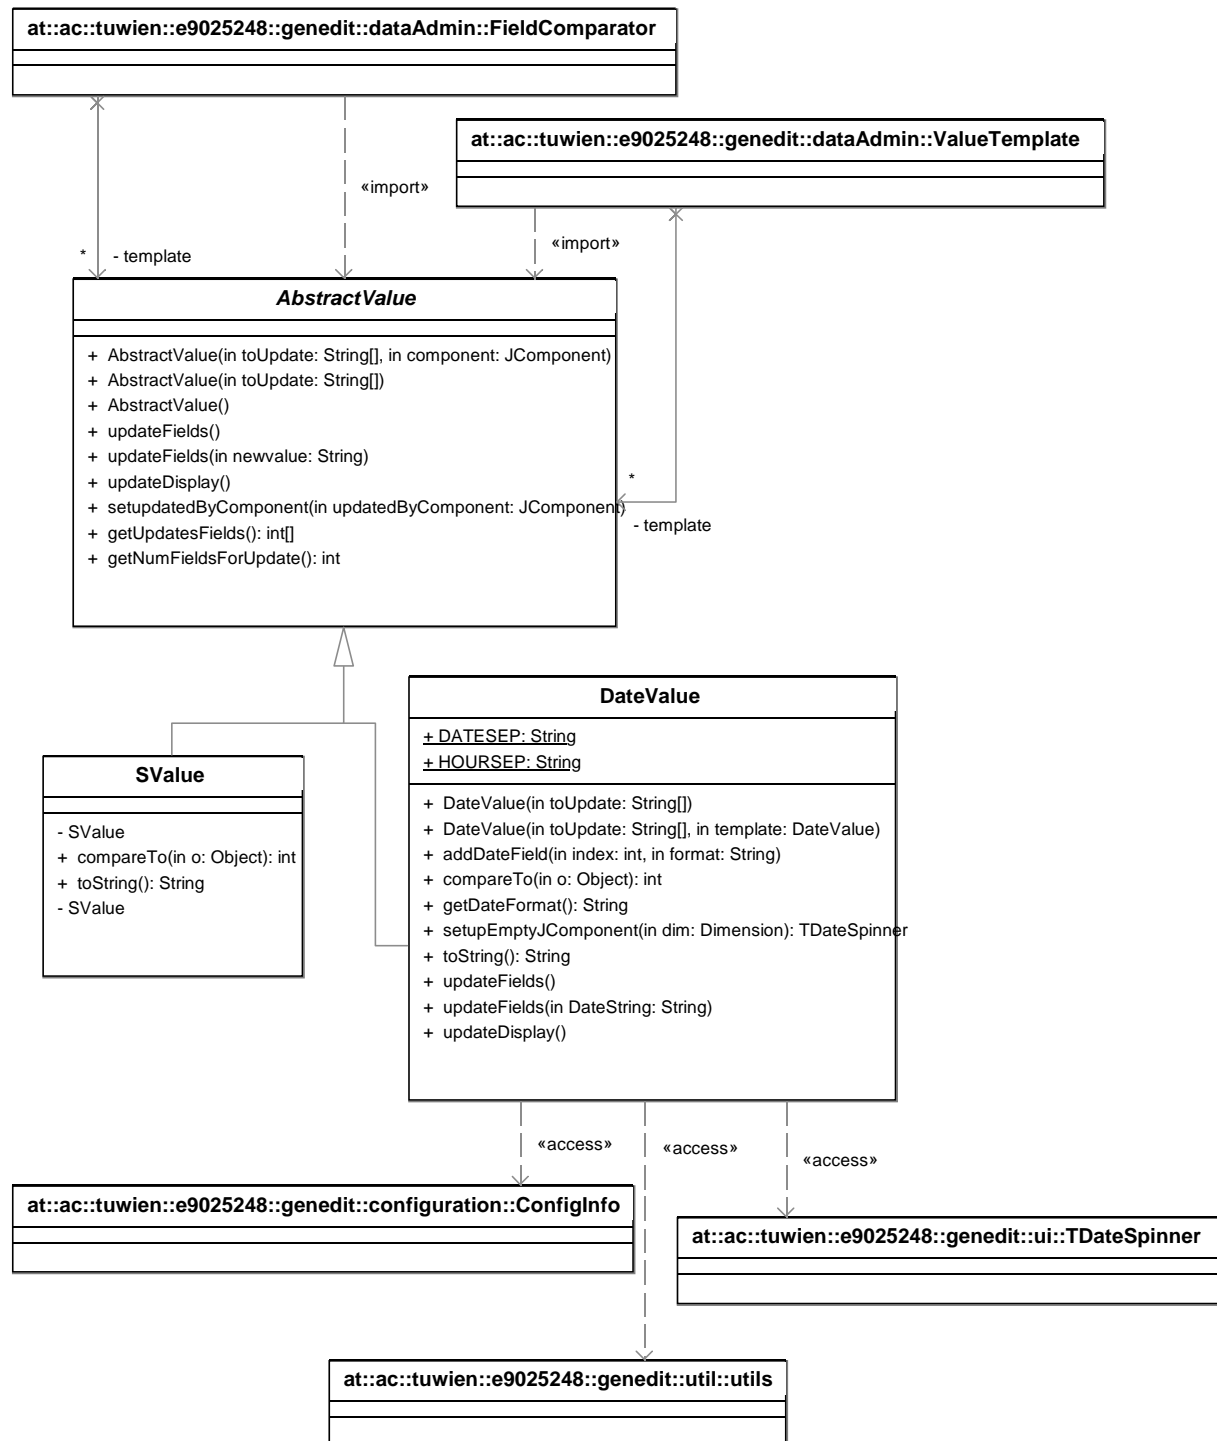 at::ac::tuwien::e9025248::genedit::dataAdmin::FieldComparator
at::ac::tuwien::e9025248::genedit::dataAdmin::ValueTemplate
«import»
«import»
* - template
AbstractValue
+ AbstractValue(in toUpdate: String[], in component: JComponent)
+ AbstractValue(in toUpdate: String[])
+ AbstractValue()
+ updateFields()
+ updateFields(in newvalue: String)
+ updateDisplay()
+ setupdatedByComponent(in updatedByComponent: JComponent)
+ getUpdatesFields(): int[]
+ getNumFieldsForUpdate(): int
*
- template
DateValue
+ DATESEP: String
+ HOURSEP: String
+ DateValue(in toUpdate: String[])
+ DateValue(in toUpdate: String[], in template: DateValue)
+ addDateField(in index: int, in format: String)
+ compareTo(in o: Object): int
+ getDateFormat(): String
+ setupEmptyJComponent(in dim: Dimension): TDateSpinner
+ toString(): String
+ updateFields()
+ updateFields(in DateString: String)
+ updateDisplay()
SValue
- SValue
+ compareTo(in o: Object): int
+ toString(): String
- SValue
«access»
«access»
«access»
at::ac::tuwien::e9025248::genedit::configuration::ConfigInfo
at::ac::tuwien::e9025248::genedit::ui::TDateSpinner
at::ac::tuwien::e9025248::genedit::util::utils